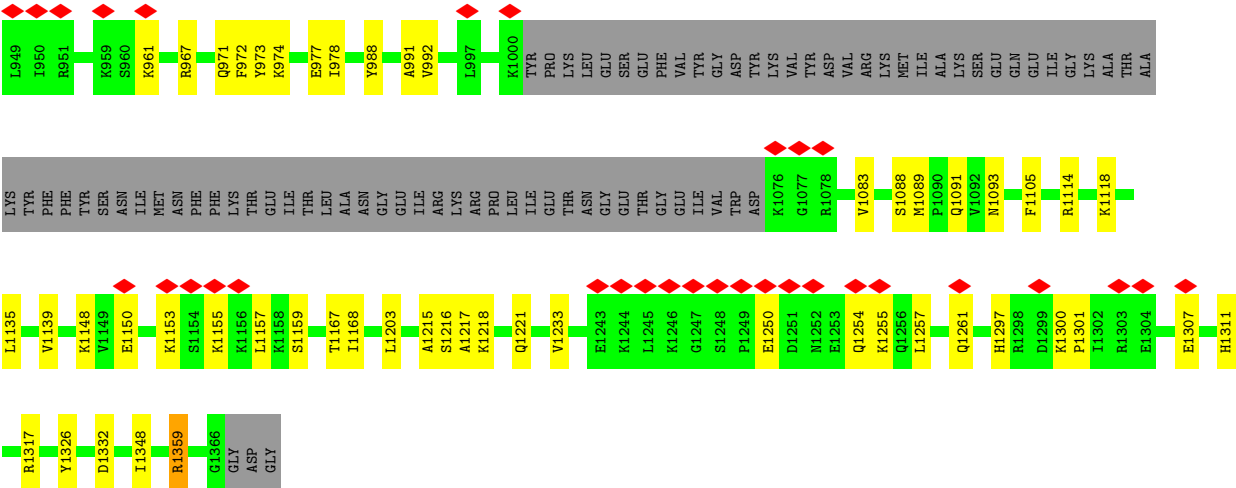 L949 I950 R951 K959 S960 K961 R967 Q971 F972 Y973 K974 E977 I978 Y988 A991 V992 L997 K1000 TYR PRO LYS LEU GLU SER GLU PHE VAL TYR GLY ASP TYR LYS VAL TYR ASP VAL ARG LYS MET ILE ALA LYS SER GLU GLN GLU ILE GLY LYS ALA THR ALA
LYS TYR PHE PHE TYR SER ASN ILE MET ASN PHE PHE LYS THR GLU ILE THR LEU ALA ASN GLY GLU ILE ARG LYS ARG PRO LEU ILE GLU THR ASN GLY GLU THR GLY GLU ILE VAL TRP ASP K1076 G1077 R1078 V1083 S1088 M1089 P1090 Q1091 V1092 N1093 F1105 R1114 K1118
L1135 V1139 K1148 V1149 E1150 K1153 S1154 K1155 K1156 L1157 K1158 S1159 T1167 I1168 L1203 A1215 S1216 A1217 K1218 Q1221 V1233 E1243 K1244 L1245 K1246 G1247 S1248 P1249 E1250 D1251 N1252 E1253 Q1254 K1255 Q1256 L1257 Q1261 H1297 R1298 D1299 K1300 P1301 I1302 R1303 E1304 E1307 H1311
R1317 Y1326 D1332 I1348 R1359 G1366 GLY ASP GLY